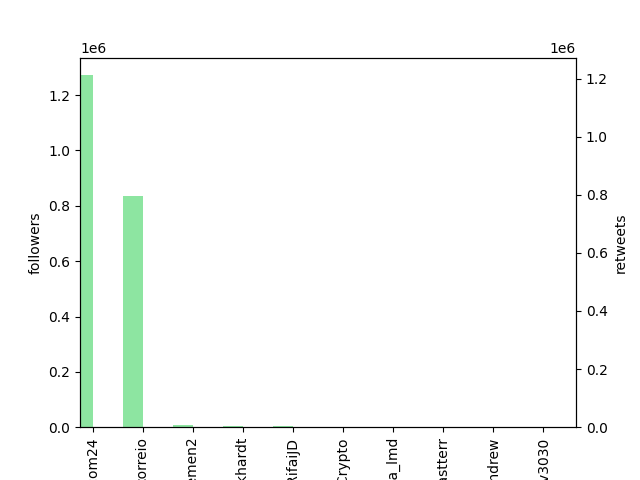 1e6
1e6
1.2
1.0
0.8
0.6
0.4
0.2
0.0
followers
1.2
1.0
0.8
0.6
0.4
0.2
0.0
retweets
om24
orreio
emen2
hardt
RifaiJD
Crypto
a_lmd
astterr
ndrew
3030